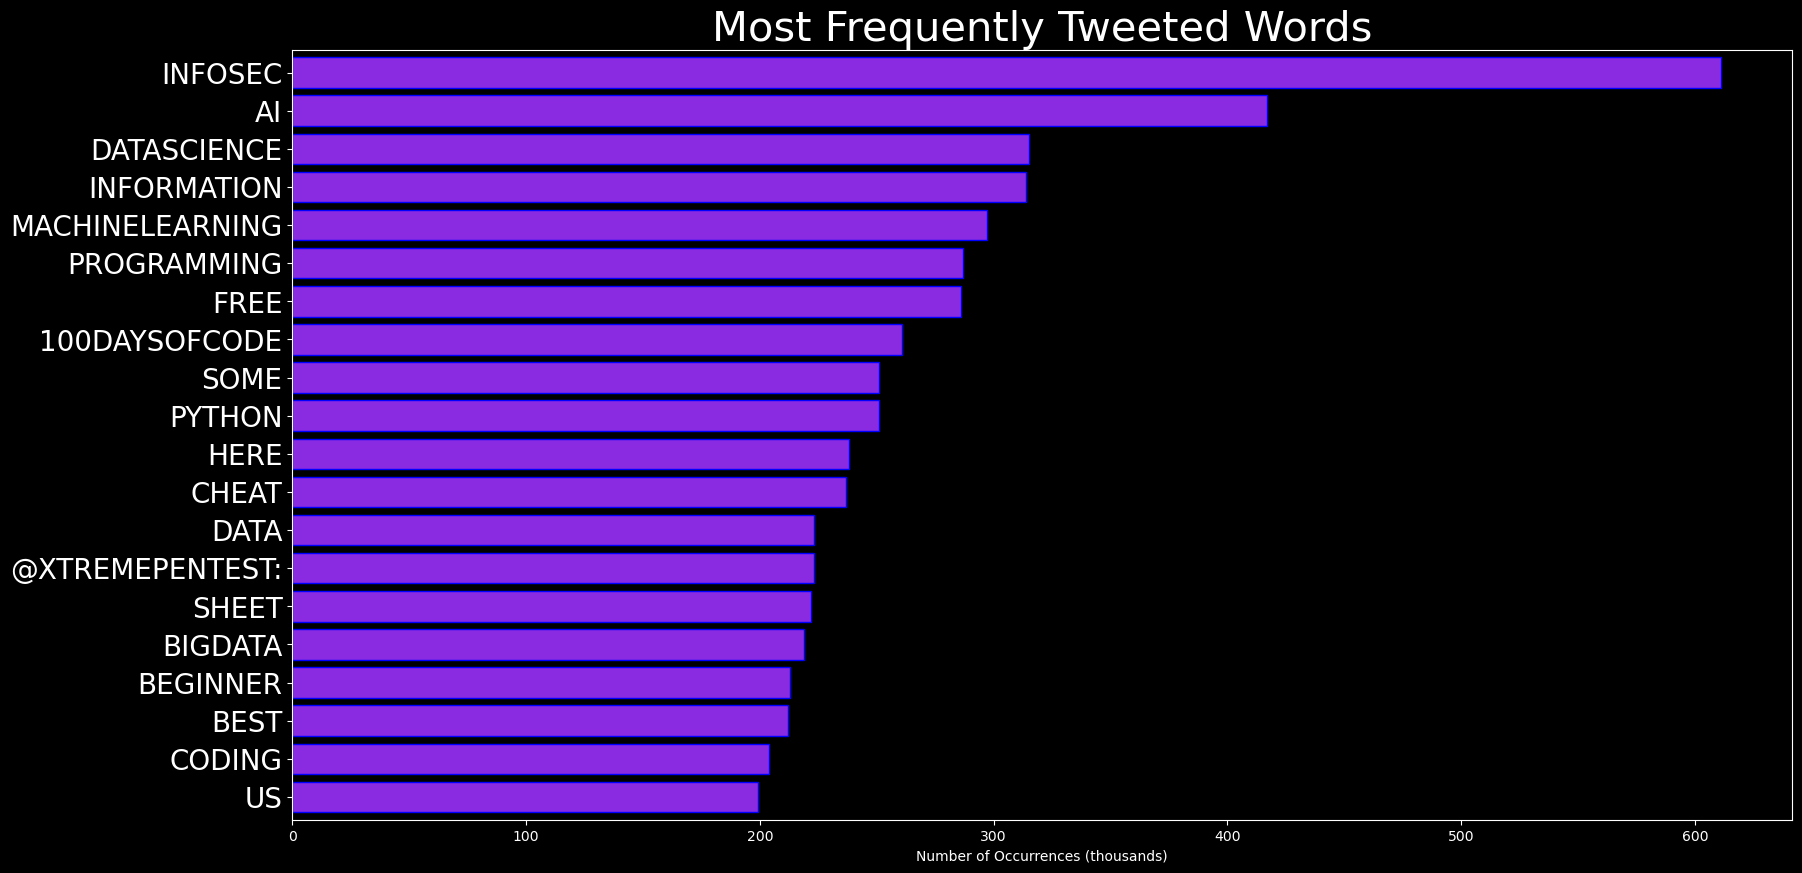 Most Frequently Tweeted Words
INFOSEC
AI
DATASCIENCE
INFORMATION
MACHINELEARNING
PROGRAMMING
FREE
100DAYSOFCODE
SOME
PYTHON
HERE
CHEAT
DATA
@XTREMEPENTEST:
SHEET
BIGDATA
BEGINNER
BEST
CODING
US
0 100 200 300 400 500 600
Number of Occurrences (thousands)